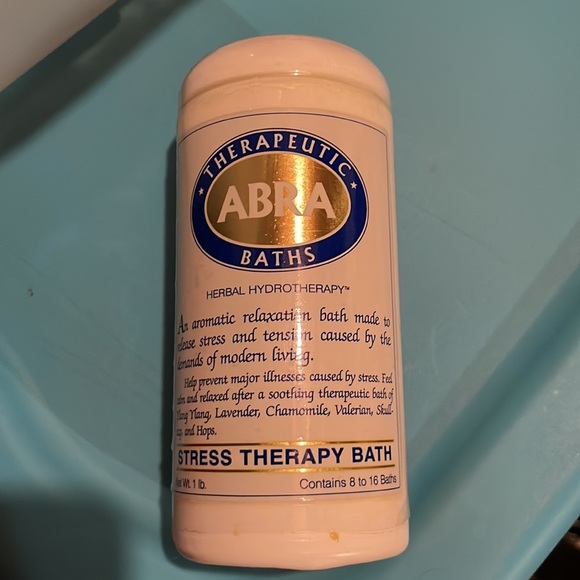 THERAPEUTIC
ABRA
BATHS
HERBAL HYDROTHERAPY™
An aromatic relaxation bath made to
release stress and tension caused by the
demands of modern living.
Help prevent major illnesses caused by stress. Feel
calm and relaxed after a soothing therapeutic bath of
Ylang Ylang, Lavender, Chamomile, Valerian, Skull-
cap, and Hops.
STRESS THERAPY BATH
Net Wt. 1 lb. Contains 8 to 16 Baths